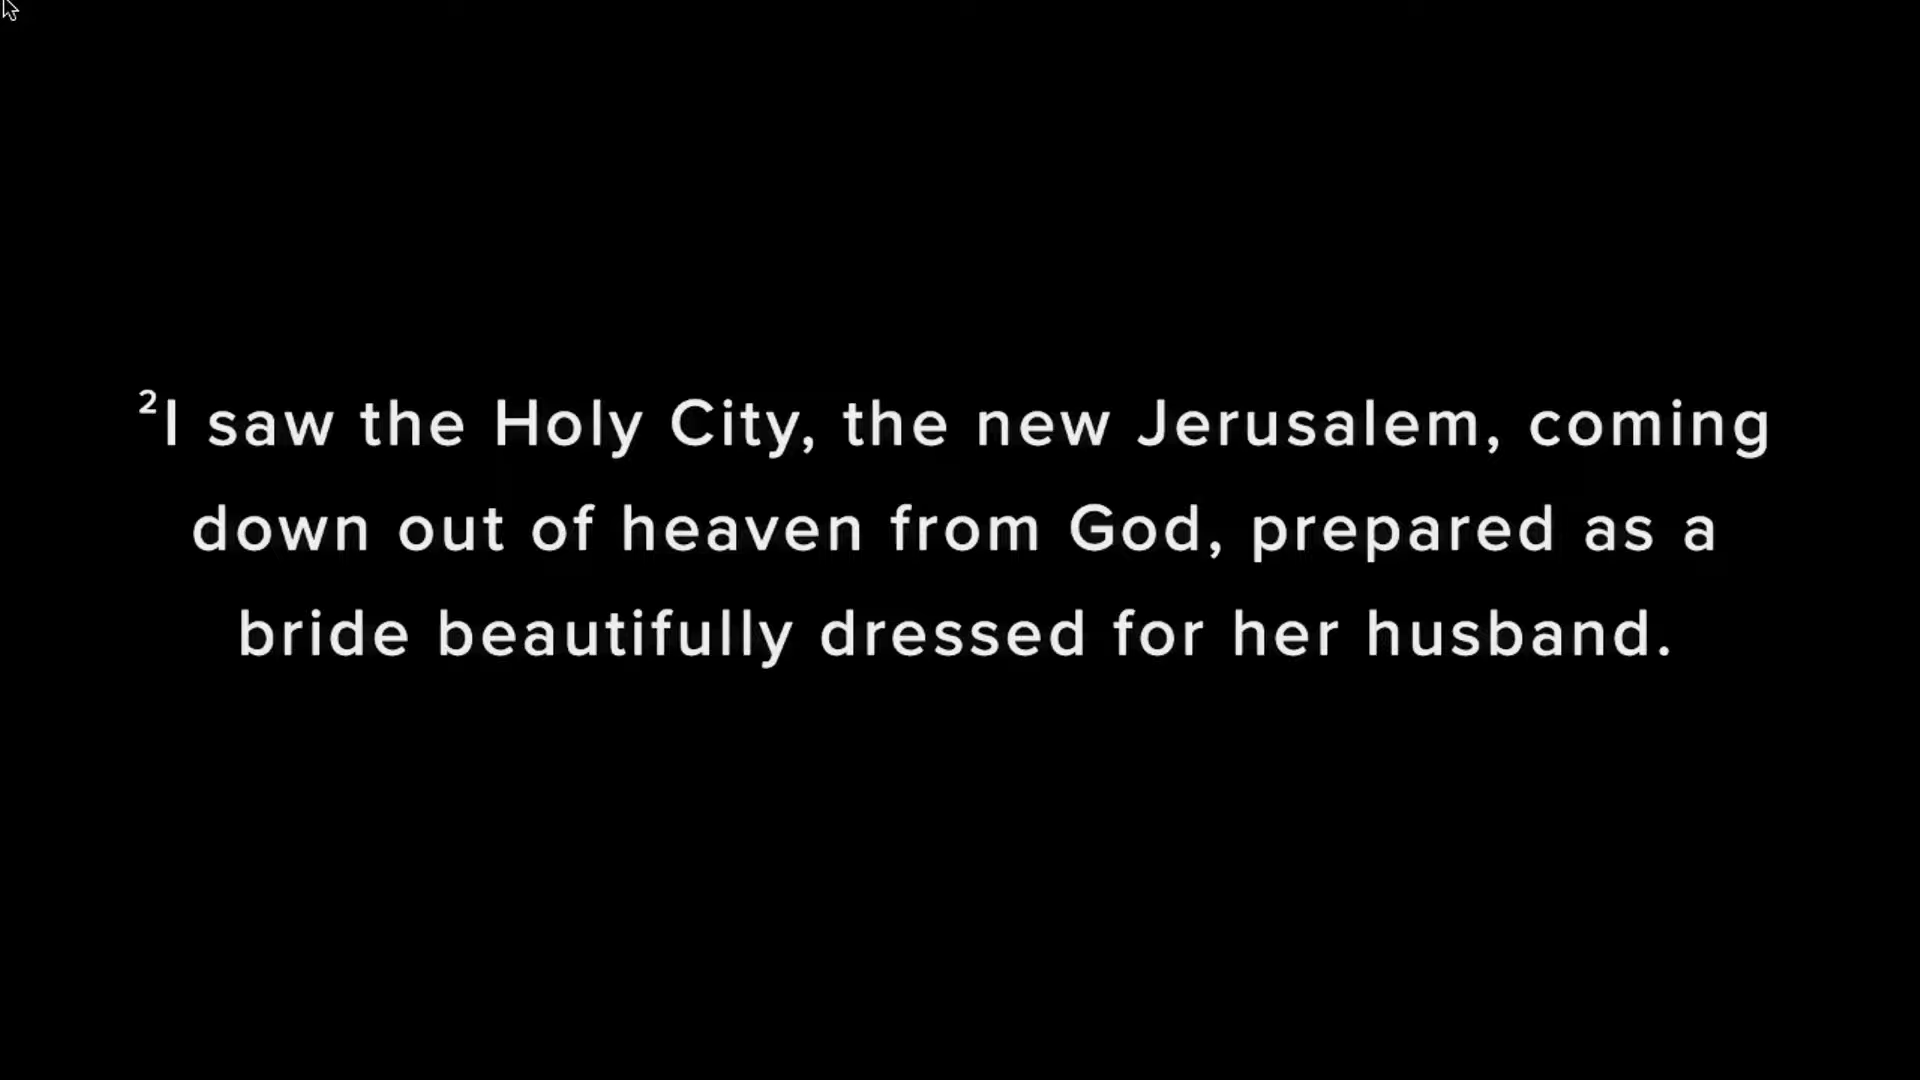 ²I saw the Holy City, the new Jerusalem, coming
down out of heaven from God, prepared as a
bride beautifully dressed for her husband.